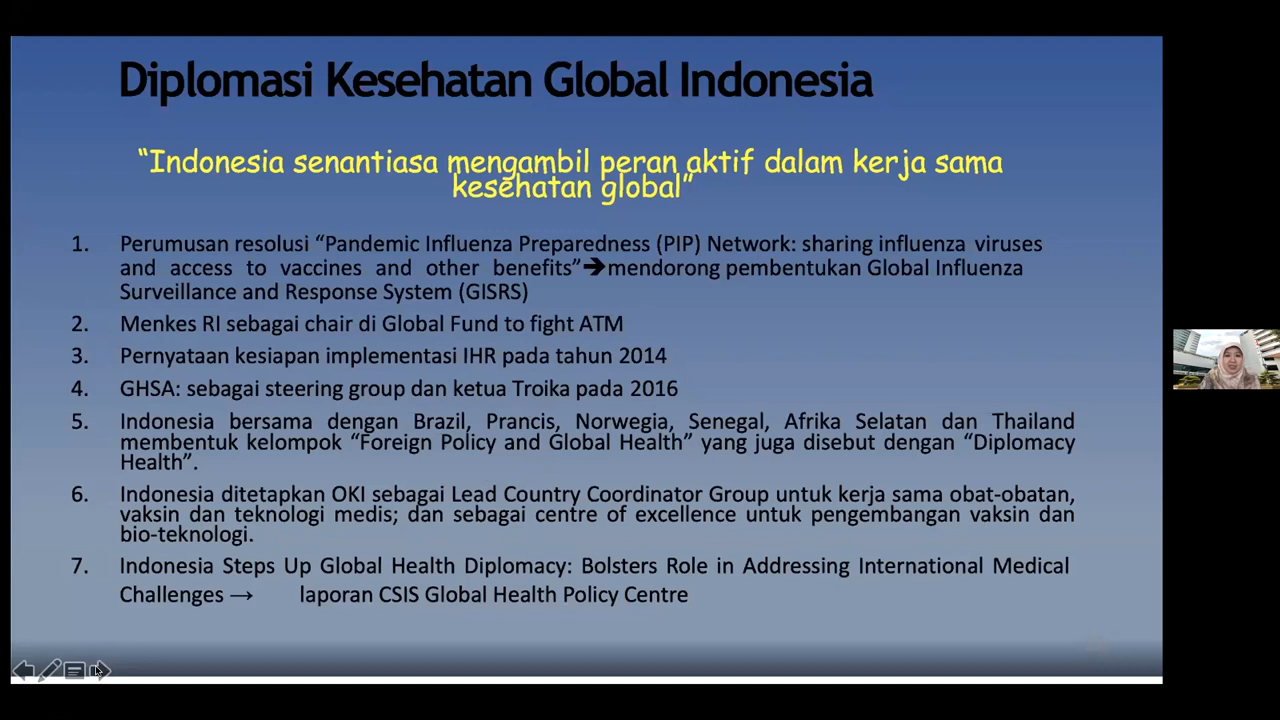 Diplomasi Kesehatan Global Indonesia
“Indonesia senantiasa mengambil peran aktif dalam kerja sama
kesehatan global”
1. Perumusan resolusi “Pandemic Influenza Preparedness (PIP) Network: sharing influenza viruses
and access to vaccines and other benefits”➔mendorong pembentukan Global Influenza
Surveillance and Response System (GISRS)
2. Menkes RI sebagai chair di Global Fund to fight ATM
3. Pernyataan kesiapan implementasi IHR pada tahun 2014
4. GHSA: sebagai steering group dan ketua Troika pada 2016
5. Indonesia bersama dengan Brazil, Prancis, Norwegia, Senegal, Afrika Selatan dan Thailand
membentuk kelompok “Foreign Policy and Global Health” yang juga disebut dengan “Diplomacy
Health”.
6. Indonesia ditetapkan OKI sebagai Lead Country Coordinator Group untuk kerja sama obat-obatan,
vaksin dan teknologi medis; dan sebagai centre of excellence untuk pengembangan vaksin dan
bio-teknologi.
7. Indonesia Steps Up Global Health Diplomacy: Bolsters Role in Addressing International Medical
Challenges → laporan CSIS Global Health Policy Centre